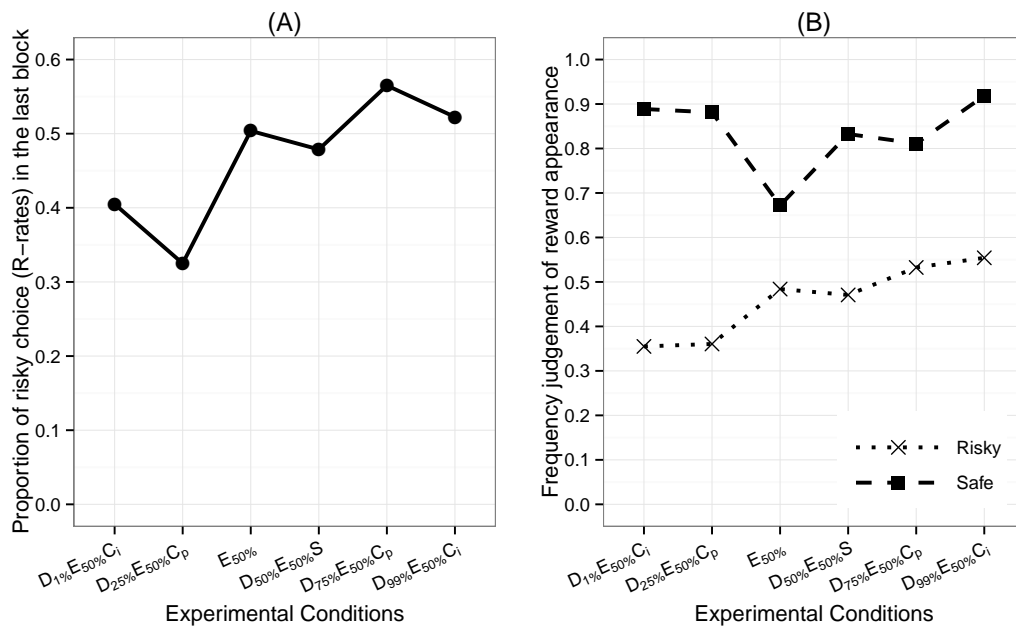 (A)
Proportion of risky choice (R−rates) in the last block
0.6
0.5
0.4
0.3
0.2
0.1
0.0
D1%E50%Ci
D25%E50%Cp
E50%
D50%E50%S
D75%E50%Cp
D99%E50%Ci
Experimental Conditions
(B)
Frequency judgement of reward appearance
1.0
0.9
0.8
0.7
0.6
0.5
0.4
0.3
0.2
0.1
0.0
Risky
Safe
D1%E50%Ci
D25%E50%Cp
E50%
D50%E50%S
D75%E50%Cp
D99%E50%Ci
Experimental Conditions